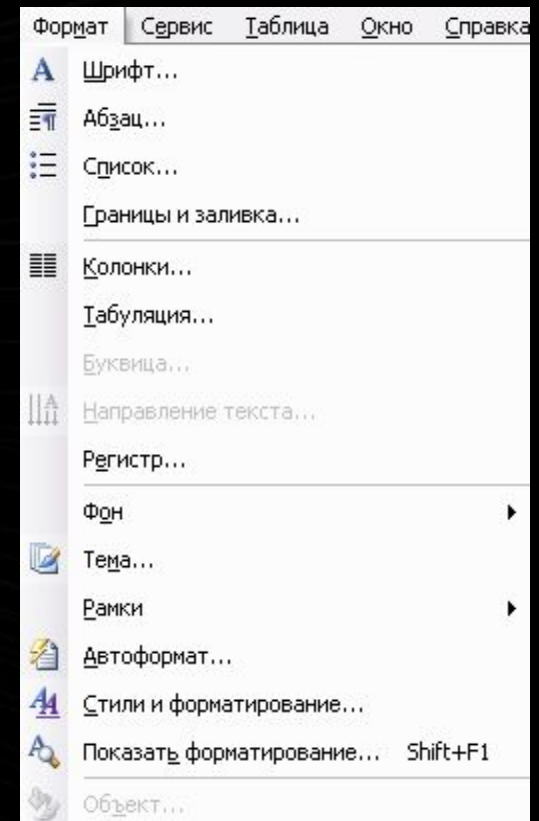 Формат Сервис Таблица Окно Справка
Шрифт...
Абзац...
Список...
Границы и заливка...
Колонки...
Табуляция...
Буквица...
Направление текста...
Регистр...
Фон
Тема...
Рамки
Автоформат...
Стили и форматирование...
Показать форматирование... Shift+F1
Объект...